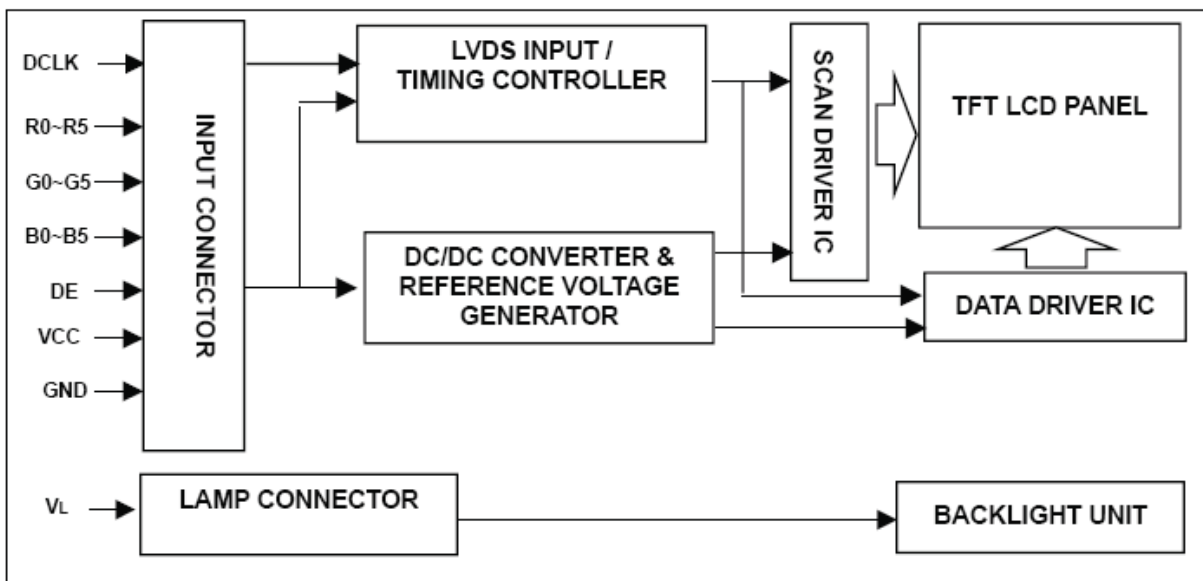 DCLK
R0~R5
G0~G5
B0~B5
DE
VCC
GND
INPUT CONNECTOR
LVDS INPUT /
TIMING CONTROLLER
DC/DC CONVERTER &
REFERENCE VOLTAGE
GENERATOR
SCAN DRIVER IC
TFT LCD PANEL
DATA DRIVER IC
VL
LAMP CONNECTOR
BACKLIGHT UNIT